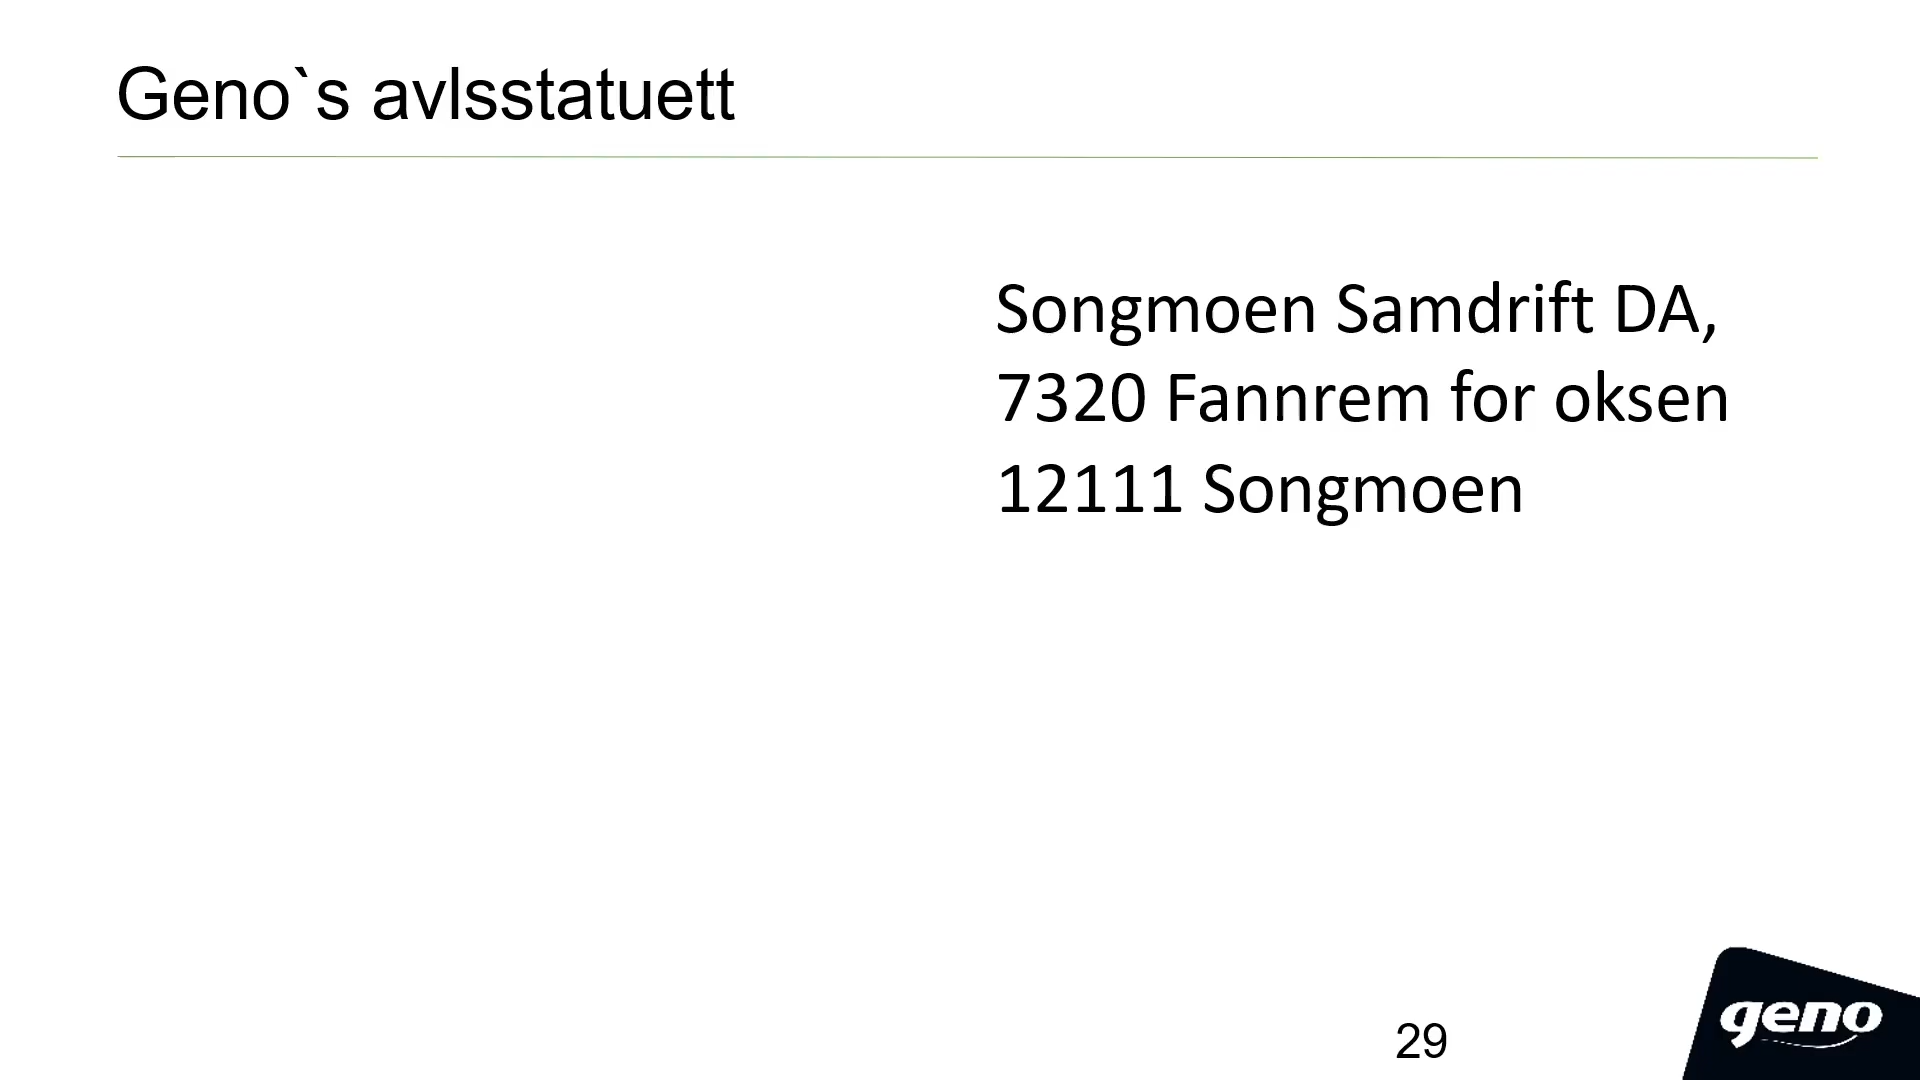 Geno`s avlsstatuett
Songmoen Samdrift DA,
7320 Fannrem for oksen
12111 Songmoen
29
geno